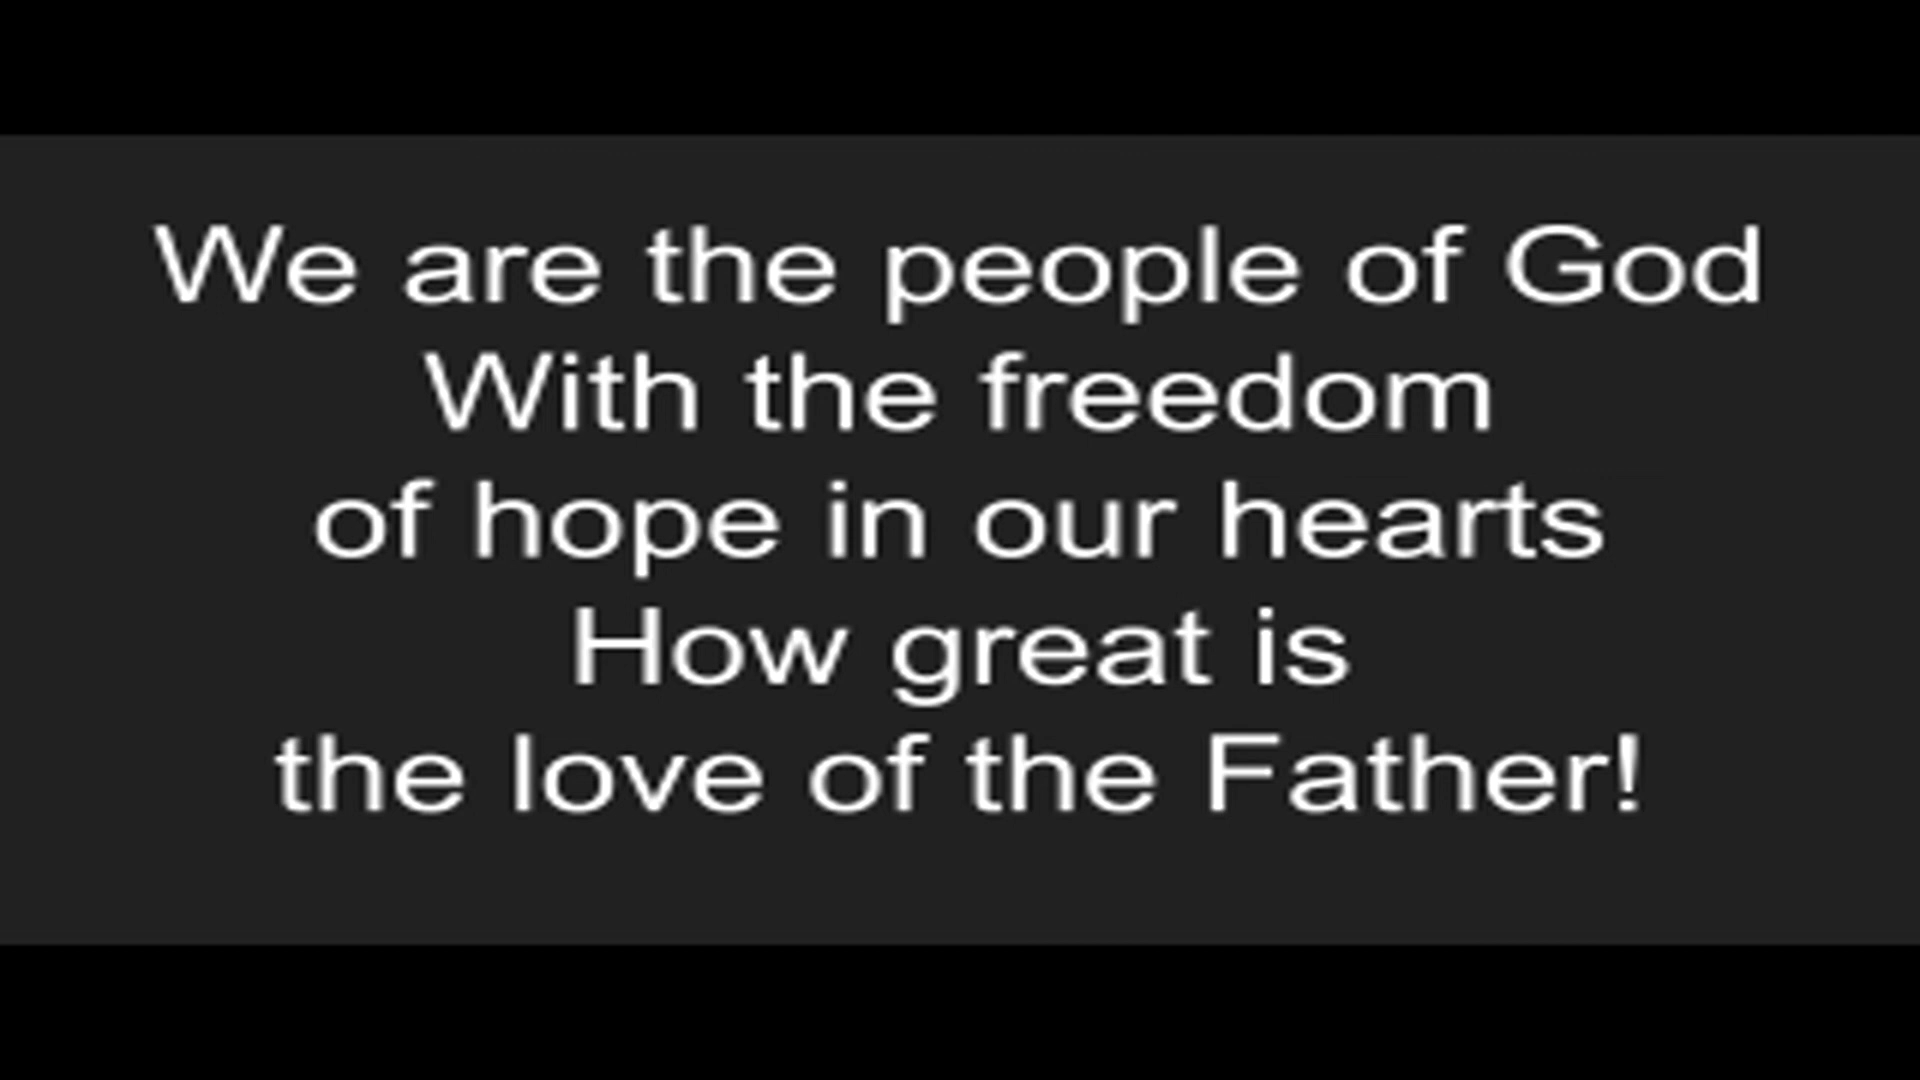 We are the people of God
With the freedom
of hope in our hearts
How great is
the love of the Father!